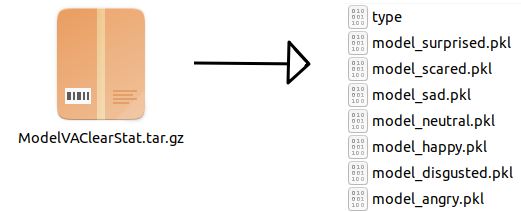 ModelVAClearStat.tar.gz
type
model_surprised.pkl
model_scared.pkl
model_sad.pkl
model_neutral.pkl
model_happy.pkl
model_disgusted.pkl
model_angry.pkl